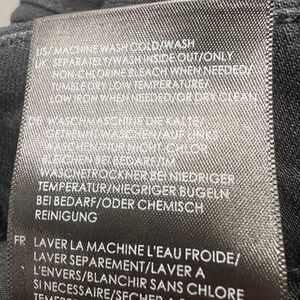 US/ MACHINE WASH COLD/WASH
UK SEPARATELY/WASH INSIDE OUT/ONLY
NON-CHLORINE BLEACH WHEN NEEDED/
TUMBLE DRY LOW TEMPERATURE/
LOW IRON WHEN NEEDED/OR DRY CLEAN
DE WASCHMASCHINE DIE KALTE/
GETRENNT WASCHEN/AUF LINKS
WASCHEN/NUR NICHT-CHLOR
BLEICHEN BEI BEDARF/IM
WASCHETROCKNER BEI NIEDRIGER
TEMPERATUR/NIEGRIGER BUGELN
BEI BEDARF/ODER CHEMISCH
REINIGUNG
FR LAVER LA MACHINE L'EAU FROIDE/
LAVER SEPAREMENT/LAVER A
L'ENVERS/BLANCHIR SANS CHLORE
SI NECESSAIRE/SECHER A